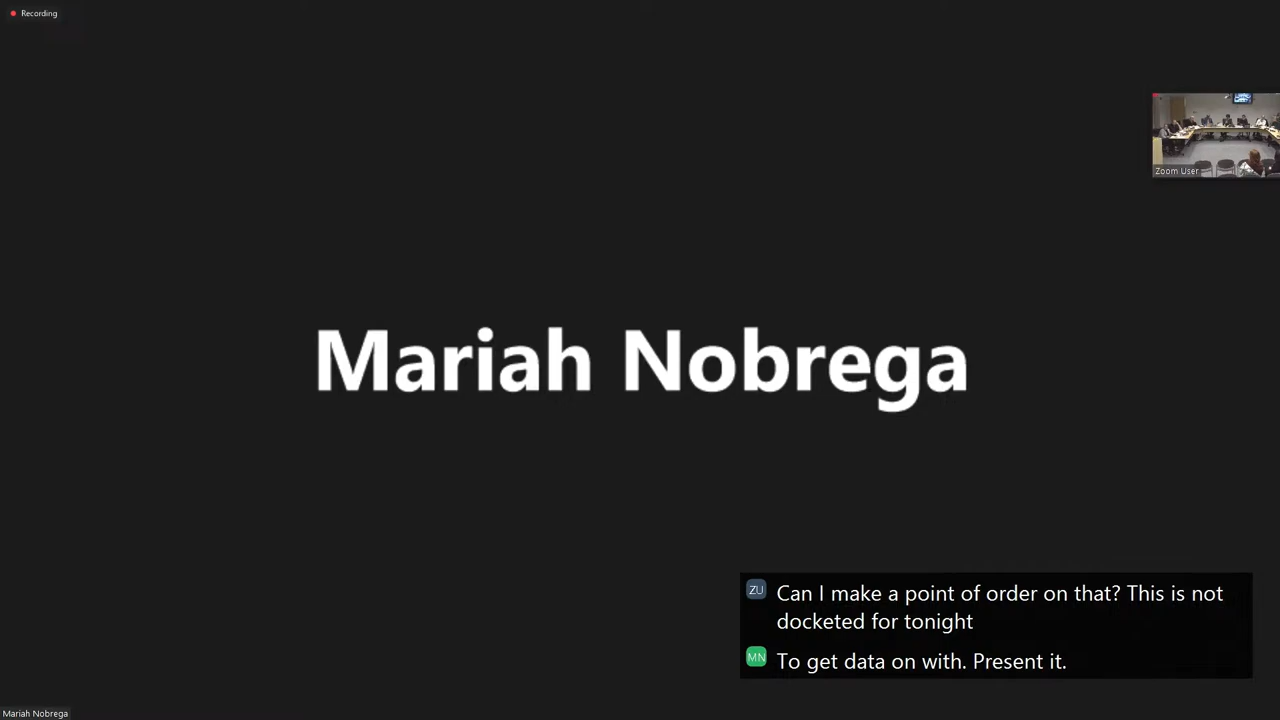 Recording
Zoom User
Mariah Nobrega
ZU Can I make a point of order on that? This is not
docketed for tonight
MN To get data on with. Present it.
Mariah Nobrega